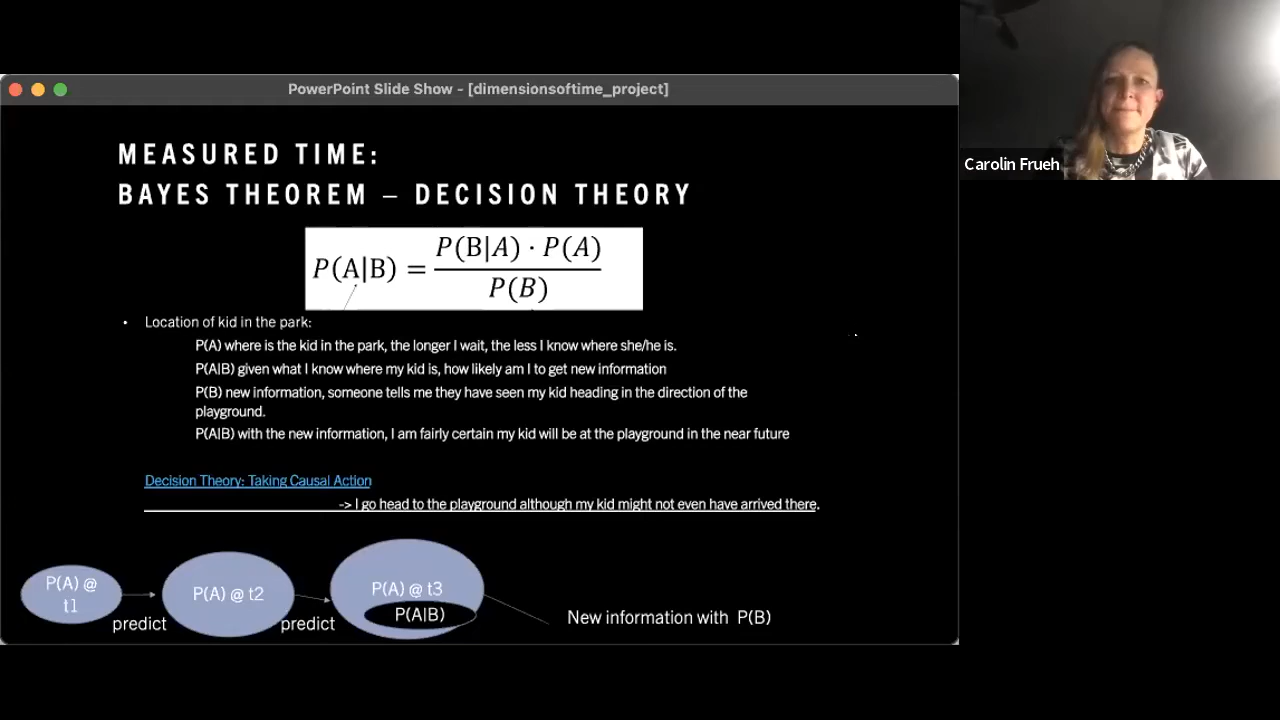 PowerPoint Slide Show - [dimensionsoftime_project]
Carolin Frueh
MEASURED TIME:
BAYES THEOREM – DECISION THEORY
P(A|B) = P(B|A) · P(A) / P(B)
• Location of kid in the park:
P(A) where is the kid in the park, the longer I wait, the less I know where she/he is.
P(A|B) given what I know where my kid is, how likely am I to get new information
P(B) new information, someone tells me they have seen my kid heading in the direction of the
playground.
P(A|B) with the new information, I am fairly certain my kid will be at the playground in the near future
Decision Theory: Taking Causal Action
-> I go head to the playground although my kid might not even have arrived there.
P(A) @
t1
predict
P(A) @ t2
predict
P(A) @ t3
P(A|B)
New information with P(B)